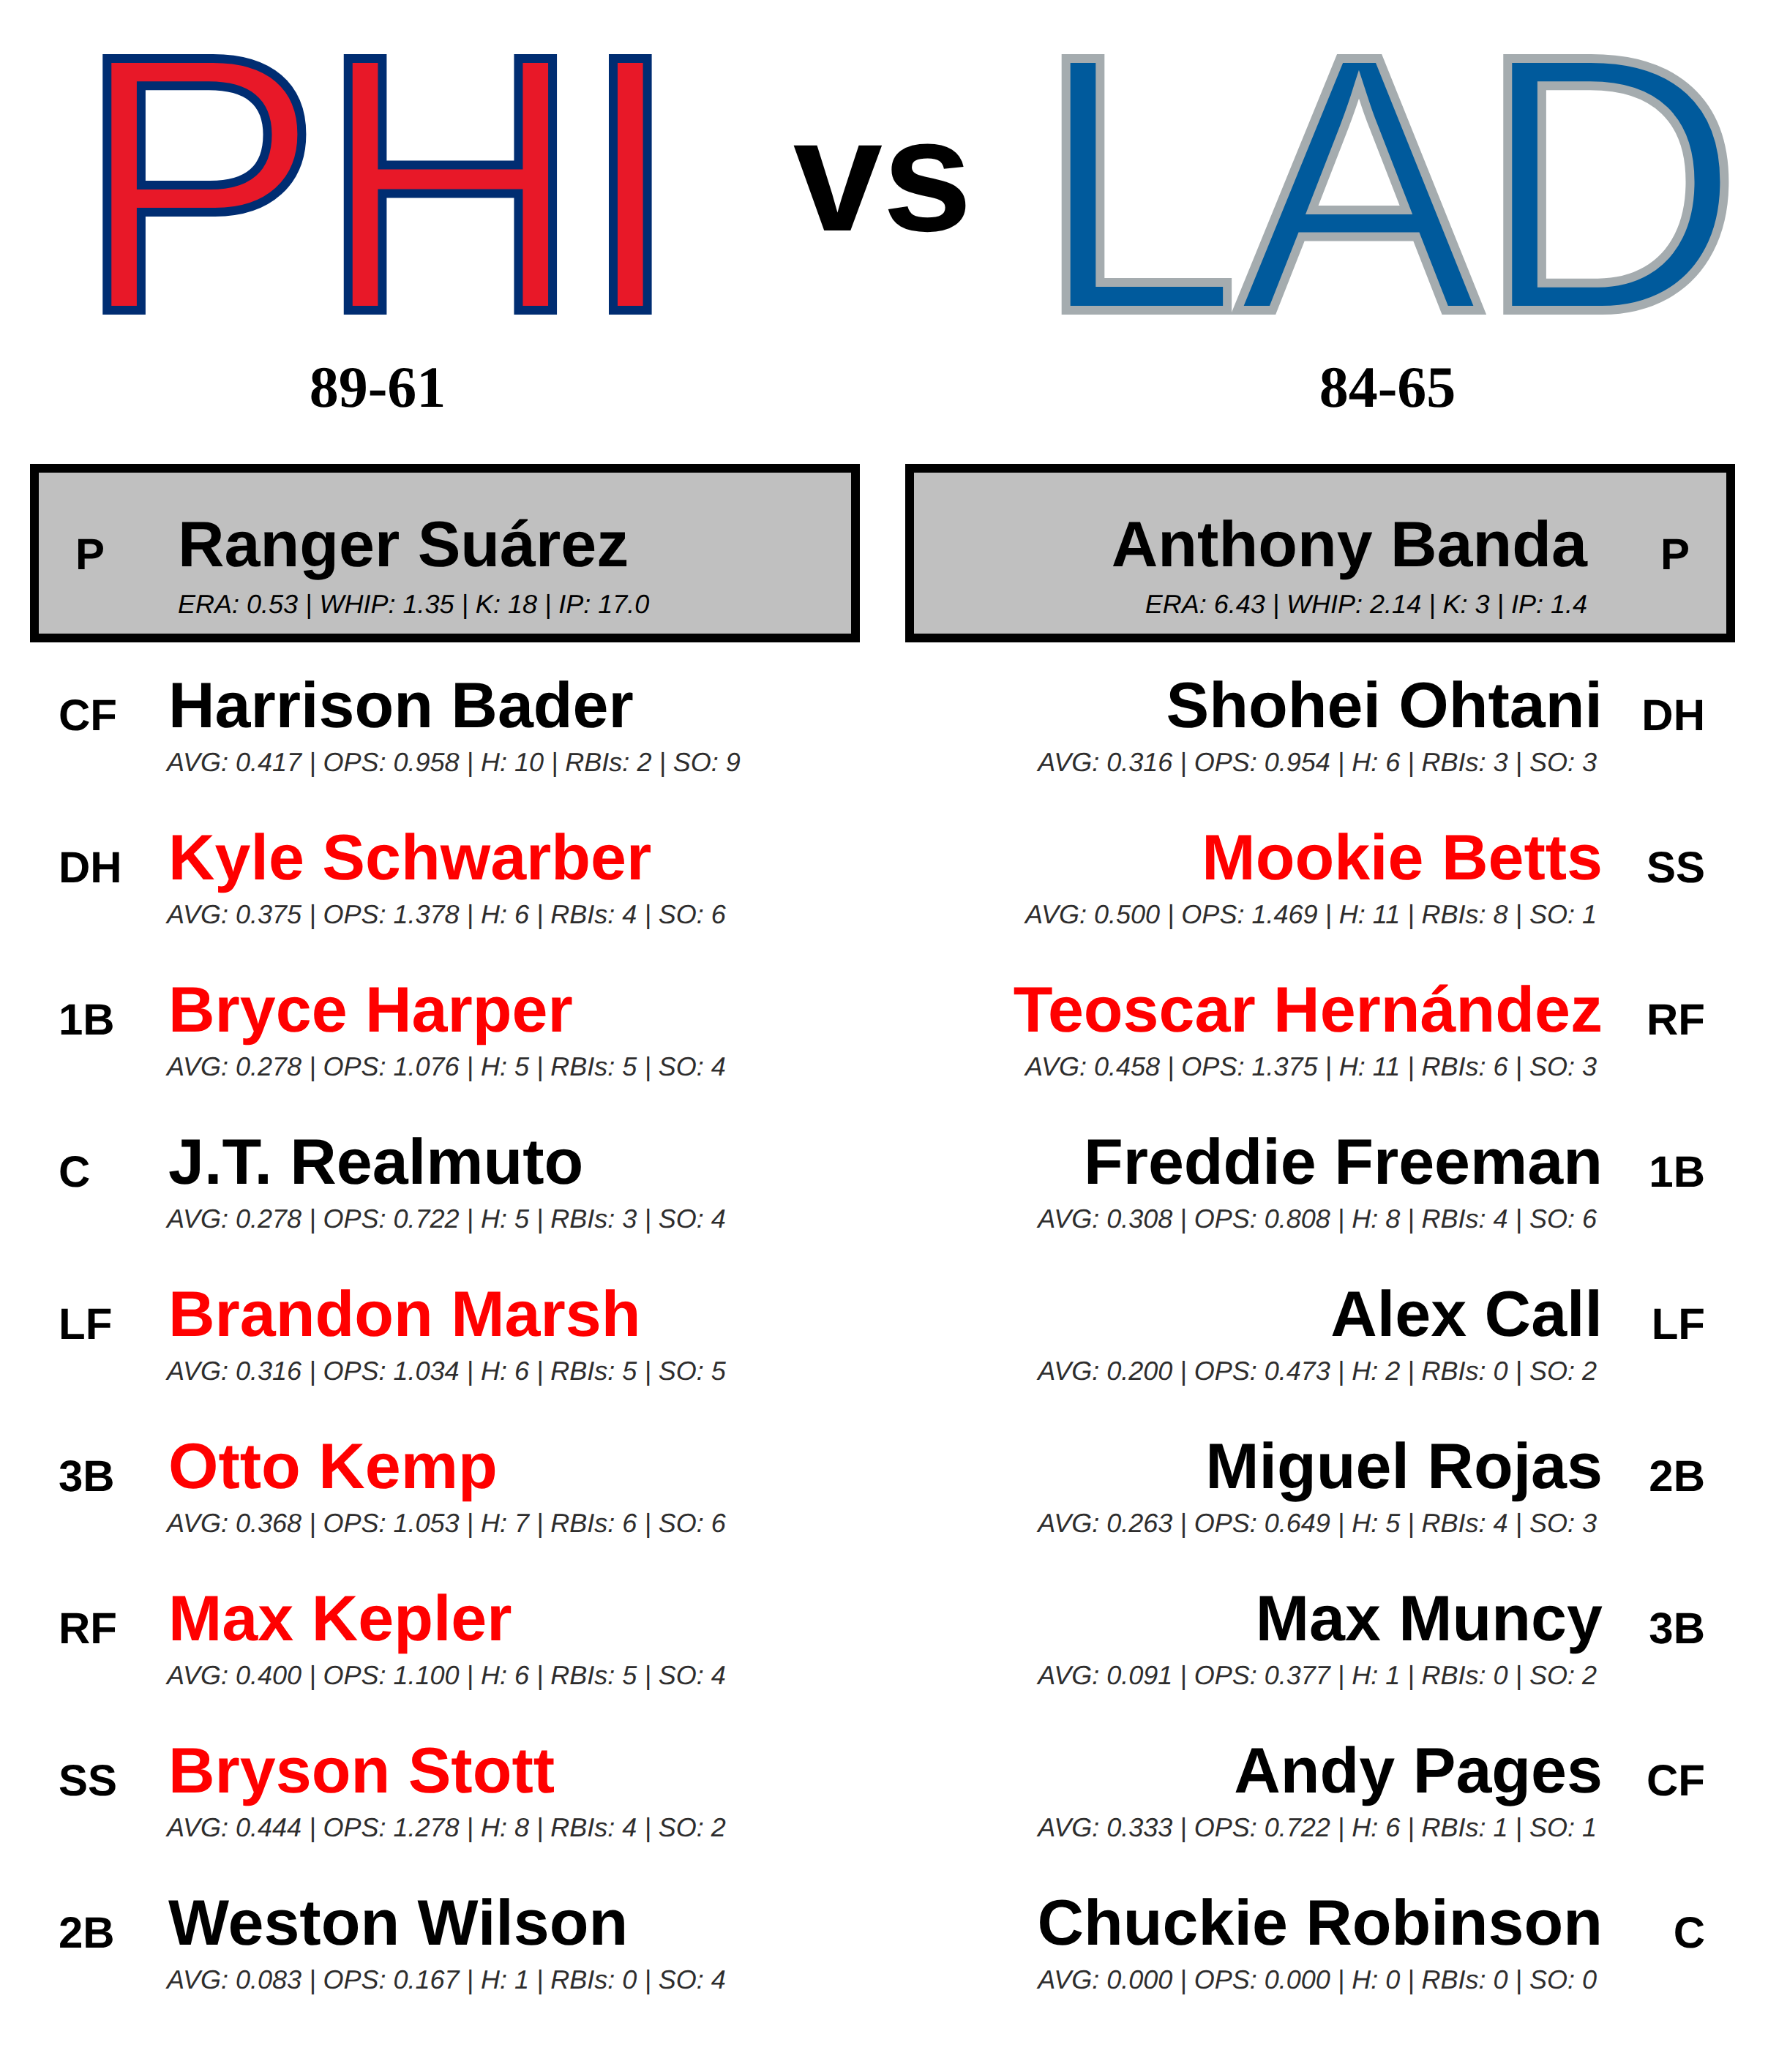 PHI vs LAD
89-61 84-65
P Ranger Suárez
ERA: 0.53 | WHIP: 1.35 | K: 18 | IP: 17.0
Anthony Banda P
ERA: 6.43 | WHIP: 2.14 | K: 3 | IP: 1.4
CF Harrison Bader
AVG: 0.417 | OPS: 0.958 | H: 10 | RBIs: 2 | SO: 9
DH Kyle Schwarber
AVG: 0.375 | OPS: 1.378 | H: 6 | RBIs: 4 | SO: 6
1B Bryce Harper
AVG: 0.278 | OPS: 1.076 | H: 5 | RBIs: 5 | SO: 4
C J.T. Realmuto
AVG: 0.278 | OPS: 0.722 | H: 5 | RBIs: 3 | SO: 4
LF Brandon Marsh
AVG: 0.316 | OPS: 1.034 | H: 6 | RBIs: 5 | SO: 5
3B Otto Kemp
AVG: 0.368 | OPS: 1.053 | H: 7 | RBIs: 6 | SO: 6
RF Max Kepler
AVG: 0.400 | OPS: 1.100 | H: 6 | RBIs: 5 | SO: 4
SS Bryson Stott
AVG: 0.444 | OPS: 1.278 | H: 8 | RBIs: 4 | SO: 2
2B Weston Wilson
AVG: 0.083 | OPS: 0.167 | H: 1 | RBIs: 0 | SO: 4
Shohei Ohtani DH
AVG: 0.316 | OPS: 0.954 | H: 6 | RBIs: 3 | SO: 3
Mookie Betts SS
AVG: 0.500 | OPS: 1.469 | H: 11 | RBIs: 8 | SO: 1
Teoscar Hernández RF
AVG: 0.458 | OPS: 1.375 | H: 11 | RBIs: 6 | SO: 3
Freddie Freeman 1B
AVG: 0.308 | OPS: 0.808 | H: 8 | RBIs: 4 | SO: 6
Alex Call LF
AVG: 0.200 | OPS: 0.473 | H: 2 | RBIs: 0 | SO: 2
Miguel Rojas 2B
AVG: 0.263 | OPS: 0.649 | H: 5 | RBIs: 4 | SO: 3
Max Muncy 3B
AVG: 0.091 | OPS: 0.377 | H: 1 | RBIs: 0 | SO: 2
Andy Pages CF
AVG: 0.333 | OPS: 0.722 | H: 6 | RBIs: 1 | SO: 1
Chuckie Robinson C
AVG: 0.000 | OPS: 0.000 | H: 0 | RBIs: 0 | SO: 0